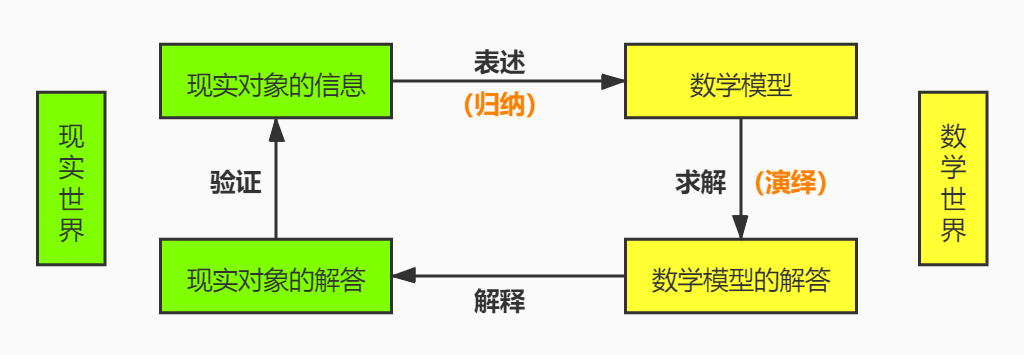 现实世界
现实对象的信息
表述
(归纳)
数学模型
数学世界
验证
求解
(演绎)
现实对象的解答
解释
数学模型的解答